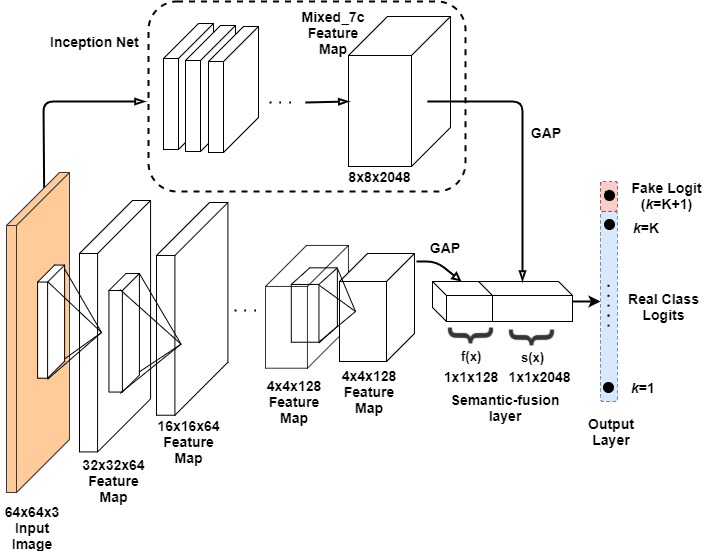 Inception Net
Mixed_7c
Feature
Map
. . . .
8x8x2048
GAP
Fake Logit
(k=K+1)
k=K
GAP
. . .
Real Class
Logits
f(x)
s(x)
1x1x128
1x1x2048
Semantic-fusion
layer
k=1
Output
Layer
4x4x128
Feature
Map
4x4x128
Feature
Map
16x16x64
Feature
Map
32x32x64
Feature
Map
64x64x3
Input
Image